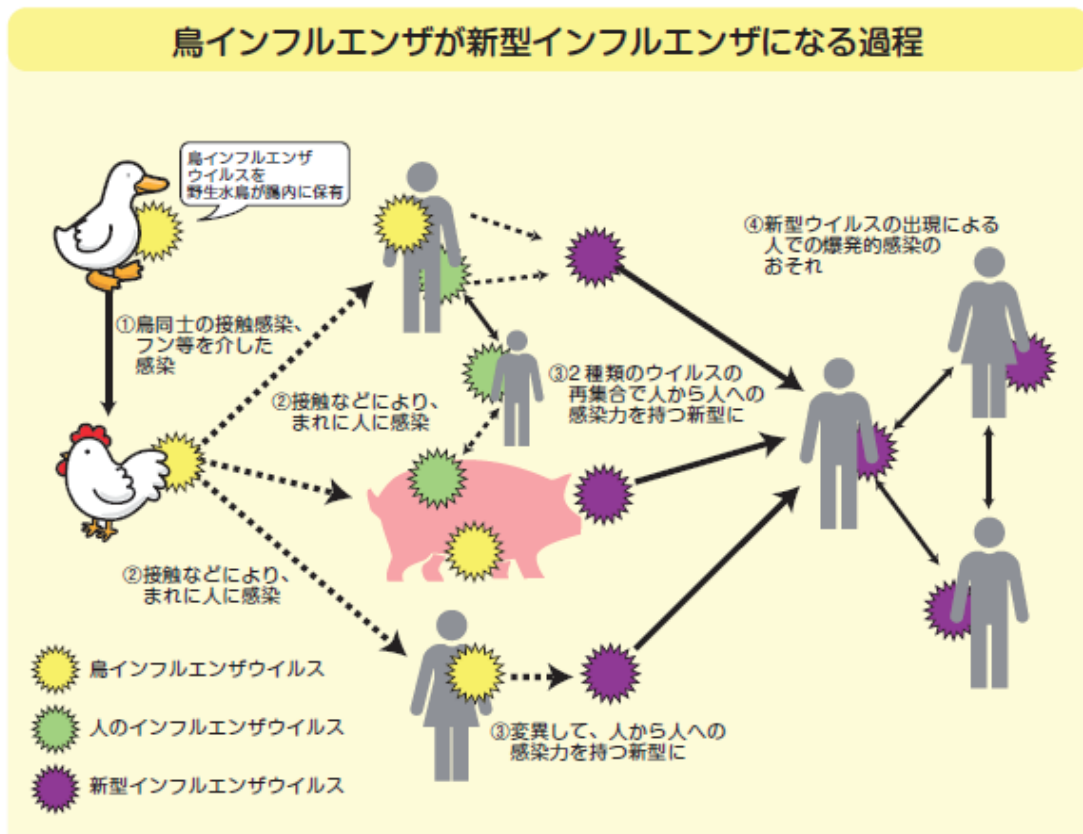 鳥インフルエンザが新型インフルエンザになる過程
鳥インフルエンザ
ウイルスを
野生水鳥が腸内に保有
①鳥同士の接触感染、
フン等を介した
感染
②接触などにより、
まれに人に感染
②接触などにより、
まれに人に感染
③2種類のウイルスの
再集合で人から人への
感染力を持つ新型に
③変異して、人から人への
感染力を持つ新型に
④新型ウイルスの出現による
人での爆発的感染の
おそれ
鳥インフルエンザウイルス
人のインフルエンザウイルス
新型インフルエンザウイルス